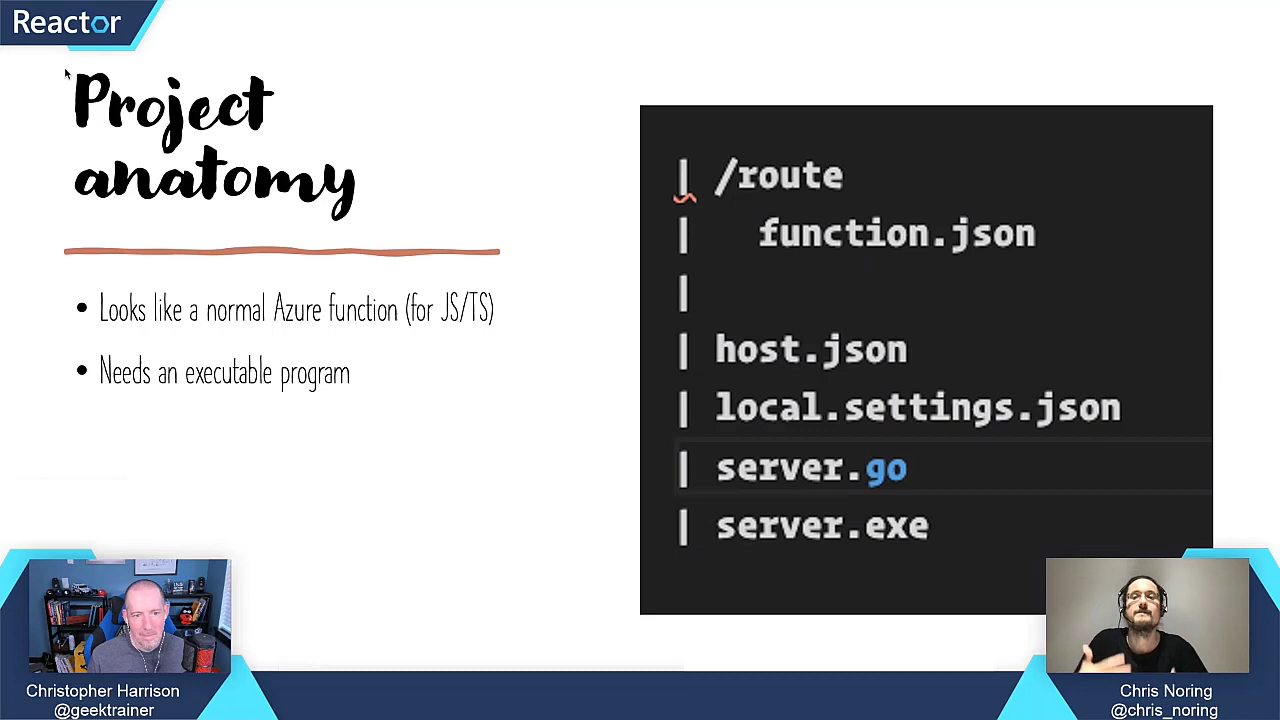 Reactor
Project
anatomy
• Looks like a normal Azure function (for JS/TS)
• Needs an executable program
| /route
|   function.json
|
| host.json
| local.settings.json
| server.go
| server.exe
Christopher Harrison
@geektrainer
Chris Noring
@chris_noring